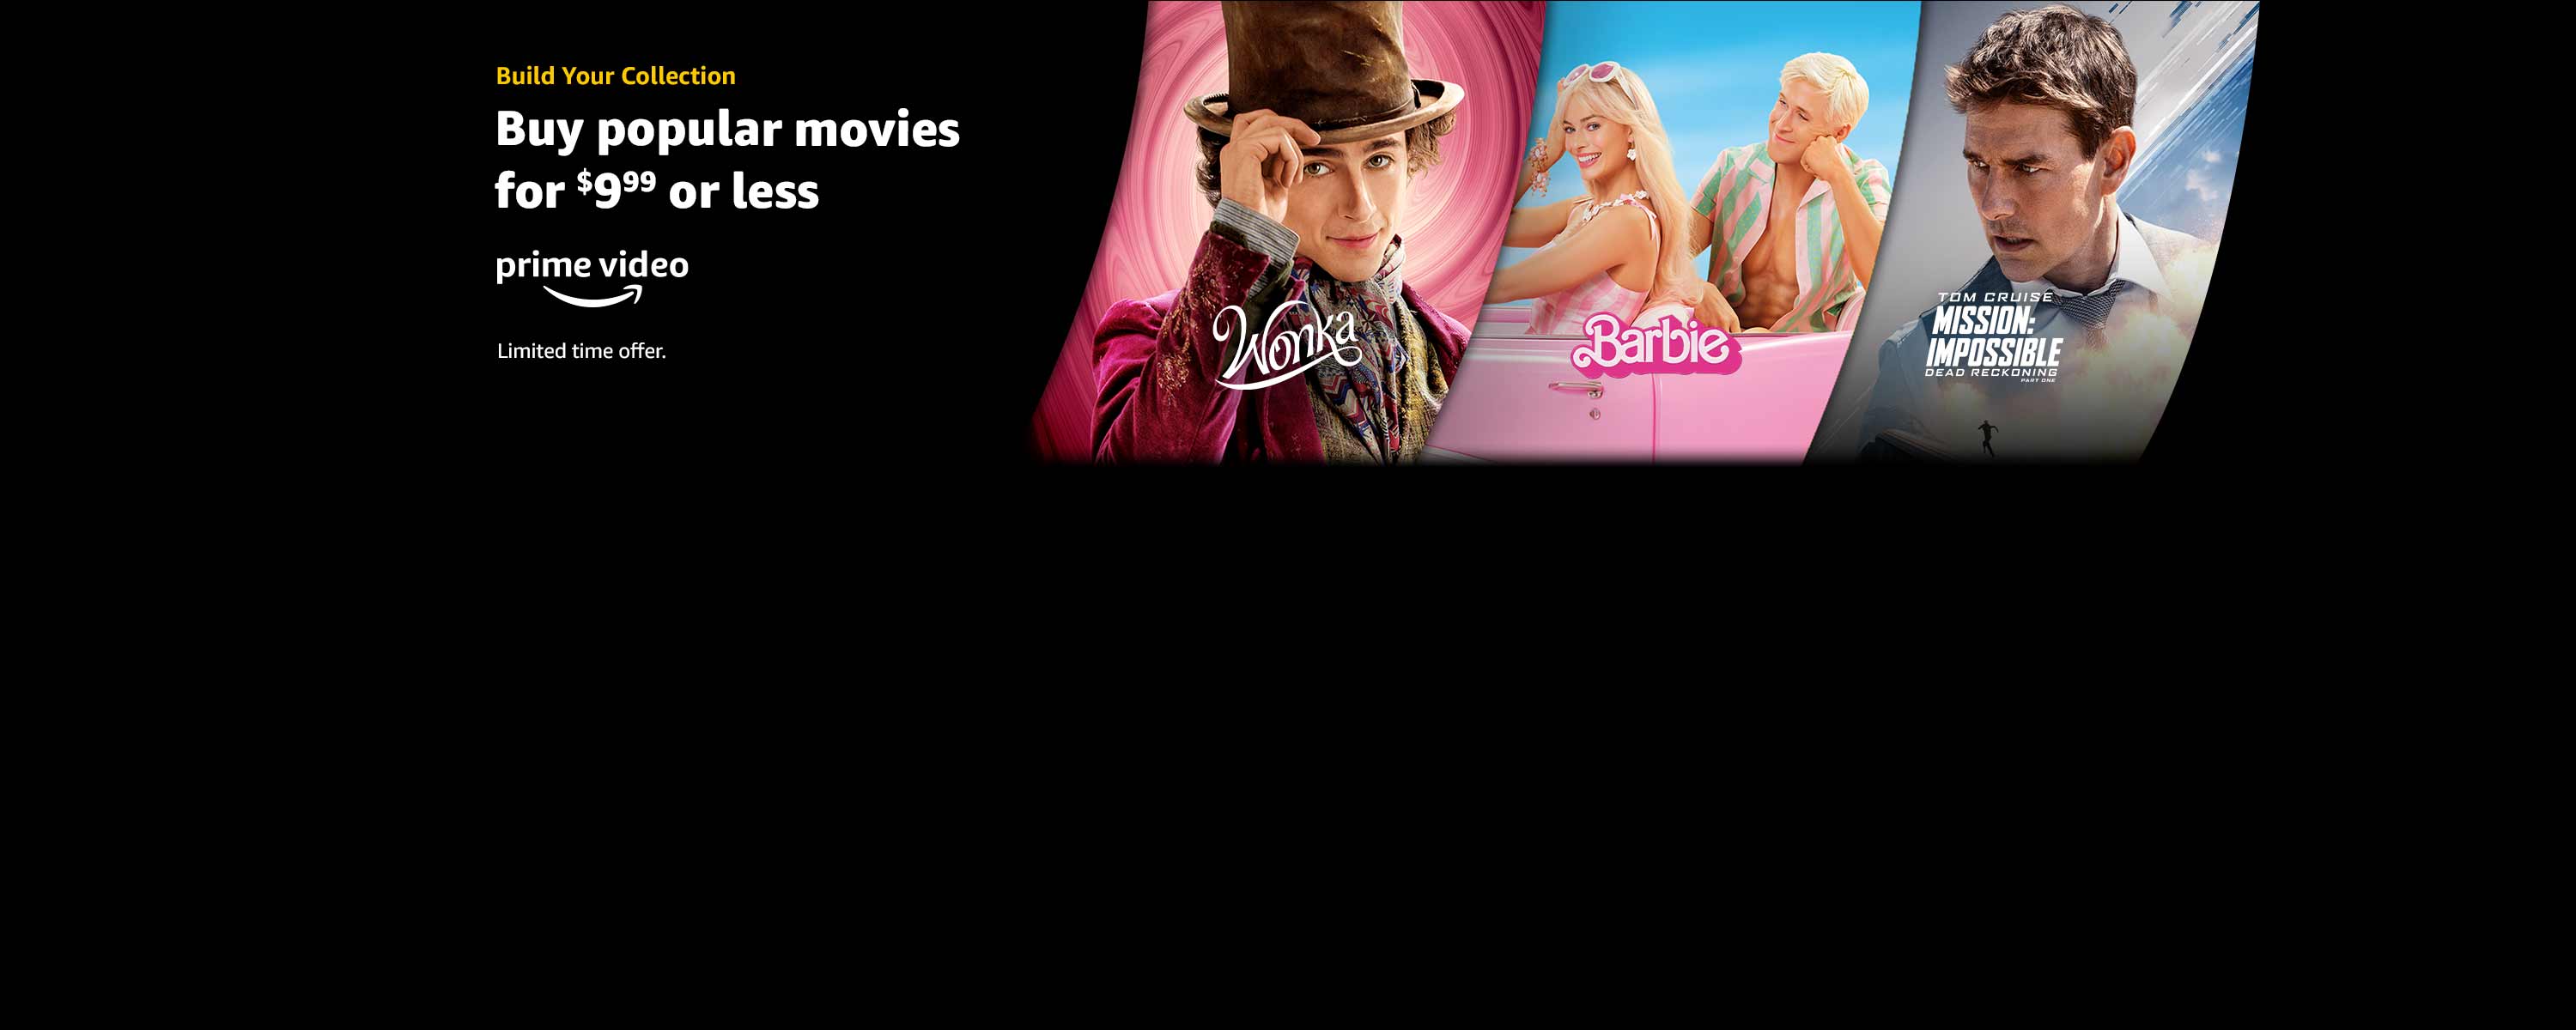 Build Your Collection
Buy popular movies
for $9.99 or less
prime video
Limited time offer.
Wonka
Barbie
TOM CRUISE
MISSION:
IMPOSSIBLE
DEAD RECKONING
PART ONE